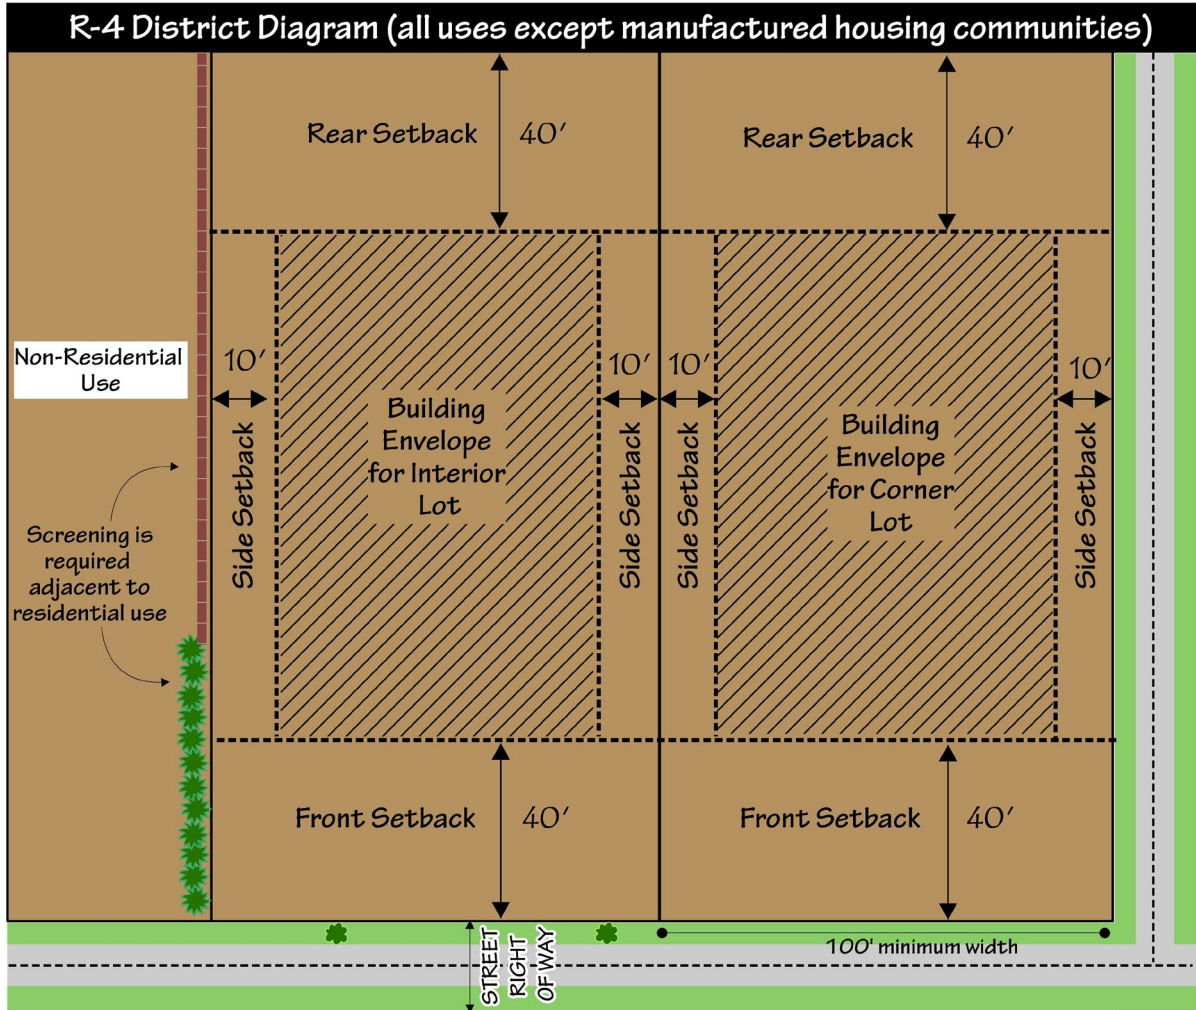 R-4 District Diagram (all uses except manufactured housing communities)
Rear Setback 40'
Rear Setback 40'
Non-Residential
Use
10'
Side Setback
Building
Envelope
for Interior
Lot
10'
Side Setback
10'
Side Setback
Building
Envelope
for Corner
Lot
10'
Side Setback
Screening is
required
adjacent to
residential use
Front Setback 40'
Front Setback 40'
STREET
RIGHT
OF WAY
100' minimum width